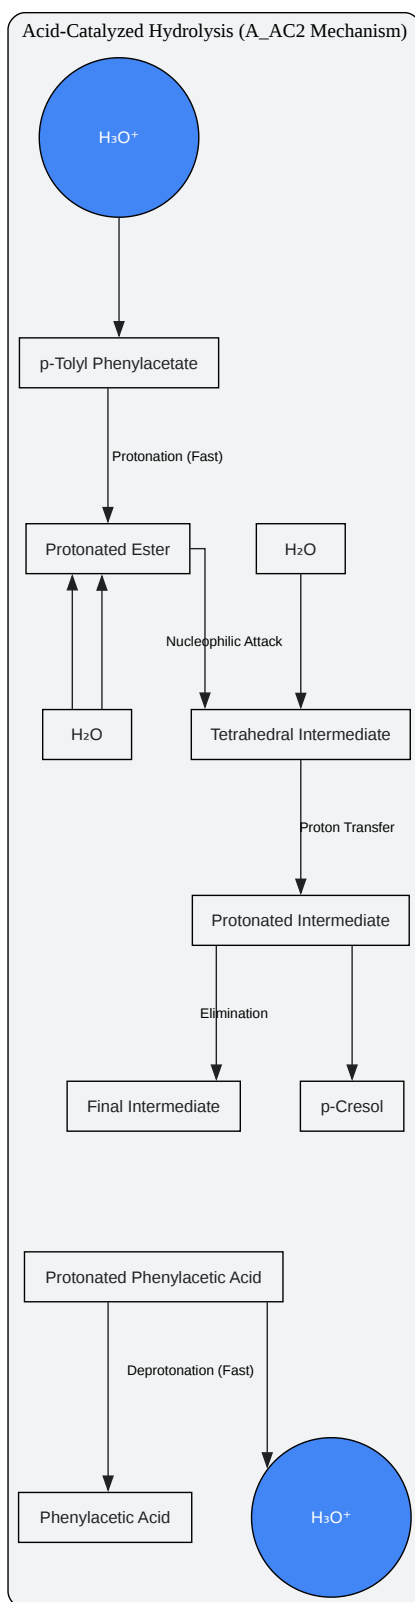 Acid-Catalyzed Hydrolysis (A_AC2 Mechanism)
H₃O⁺
p-Tolyl Phenylacetate
Protonation (Fast)
Protonated Ester
H₂O
Nucleophilic Attack
H₂O
Tetrahedral Intermediate
Proton Transfer
Protonated Intermediate
Elimination
Final Intermediate
p-Cresol
Protonated Phenylacetic Acid
Deprotonation (Fast)
Phenylacetic Acid
H₃O⁺